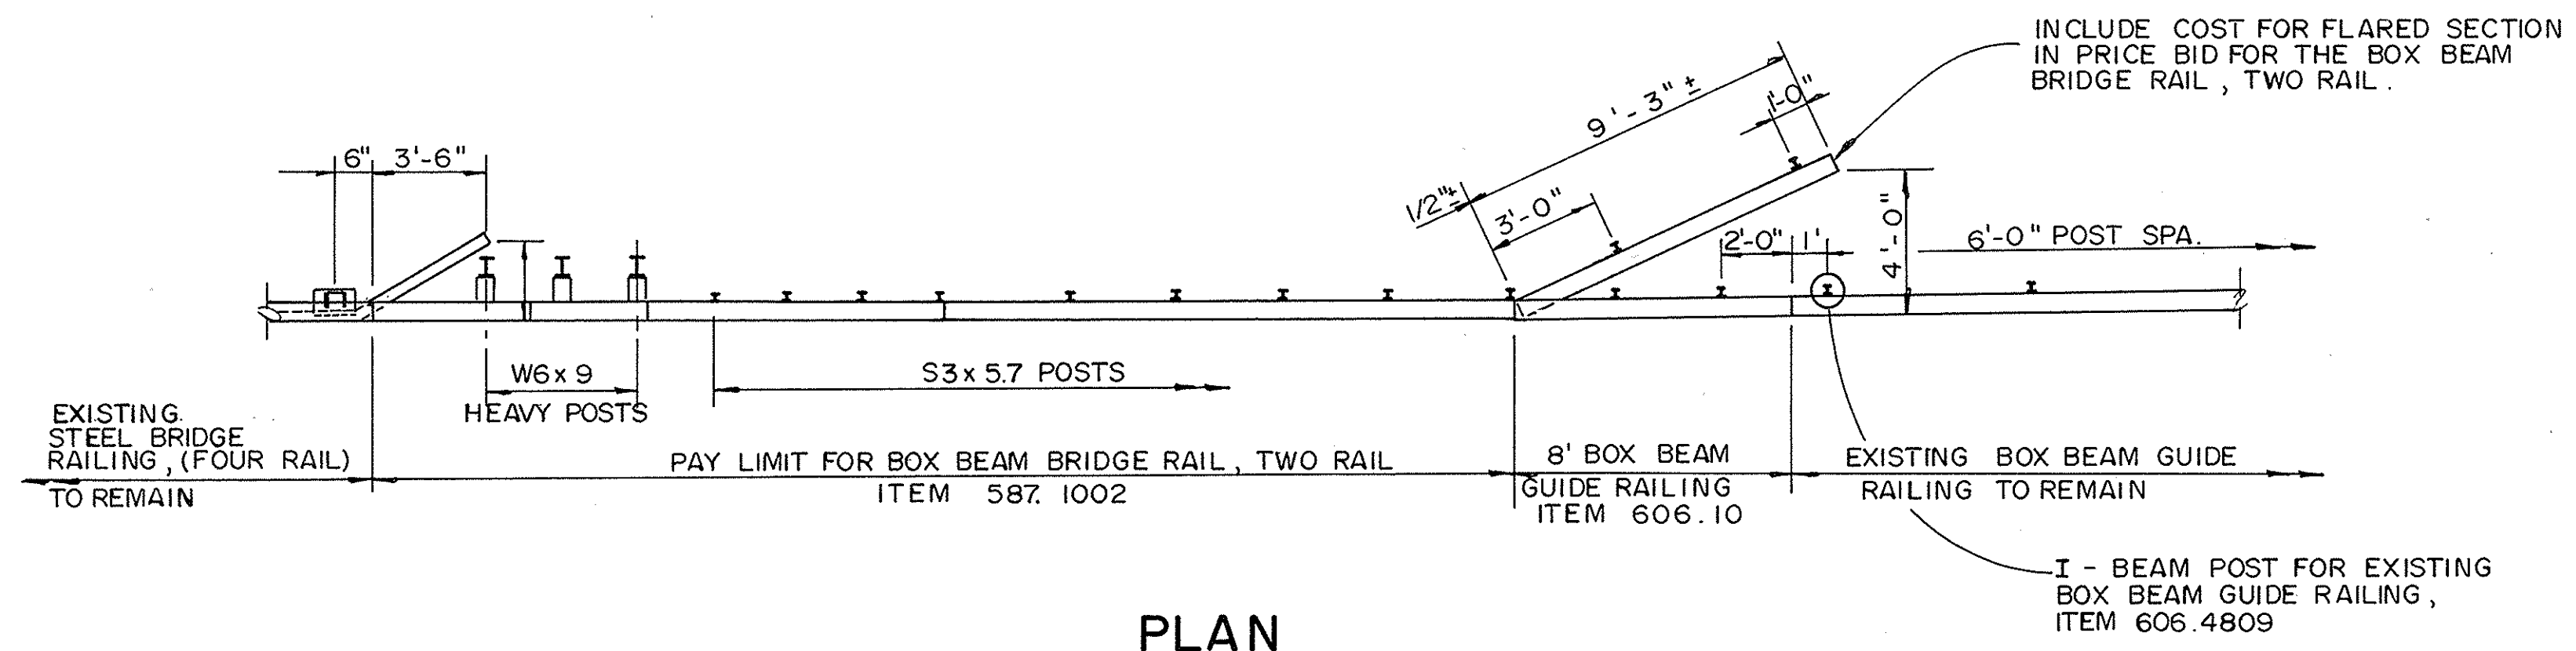 INCLUDE COST FOR FLARED SECTION
IN PRICE BID FOR THE BOX BEAM
BRIDGE RAIL, TWO RAIL.
9'-3"±
1'-0"
1/2"±
3'-0"
6" 3'-6"
4'-0"
2'-0" 1'
6'-0" POST SPA.
W6x9
HEAVY POSTS
S3x5.7 POSTS
EXISTING.
STEEL BRIDGE
RAILING, (FOUR RAIL)
TO REMAIN
PAY LIMIT FOR BOX BEAM BRIDGE RAIL, TWO RAIL
ITEM 587.1002
8' BOX BEAM
GUIDE RAILING
ITEM 606.10
EXISTING BOX BEAM GUIDE
RAILING TO REMAIN
I - BEAM POST FOR EXISTING
BOX BEAM GUIDE RAILING,
ITEM 606.4809
PLAN